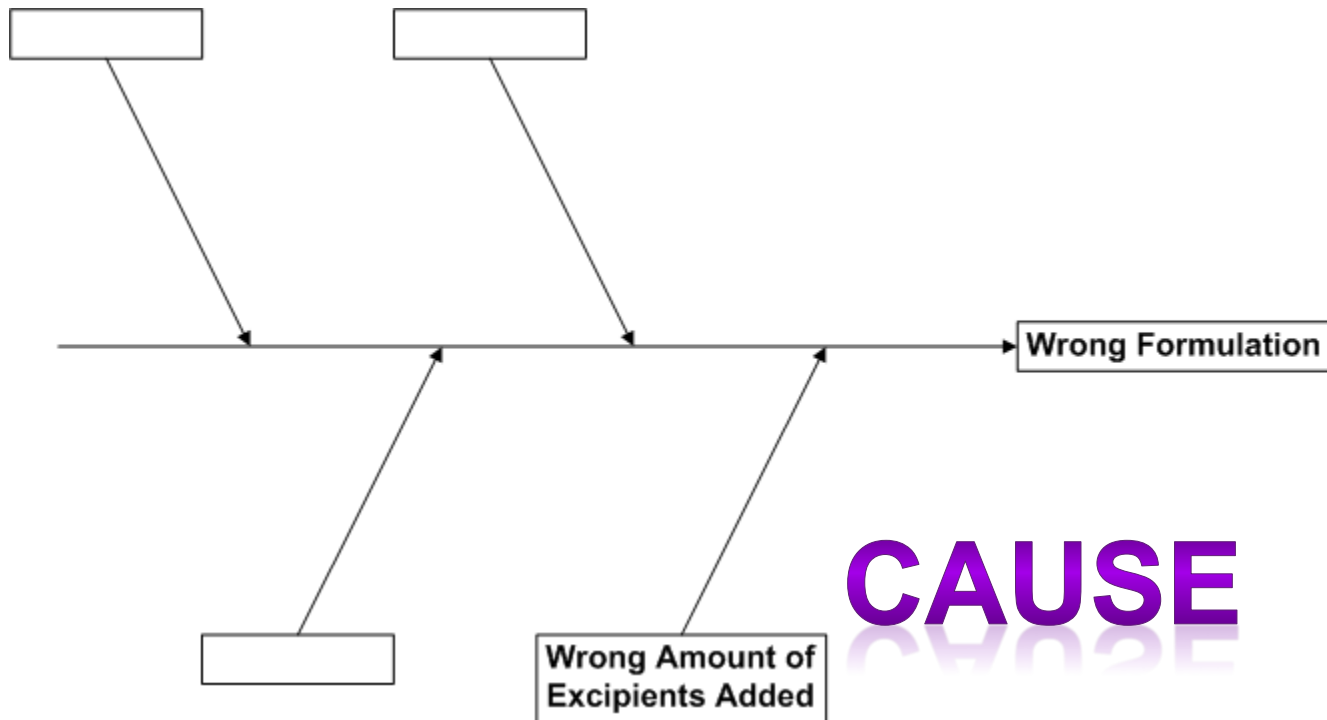 Wrong Formulation
CAUSE
Wrong Amount of
Excipients Added